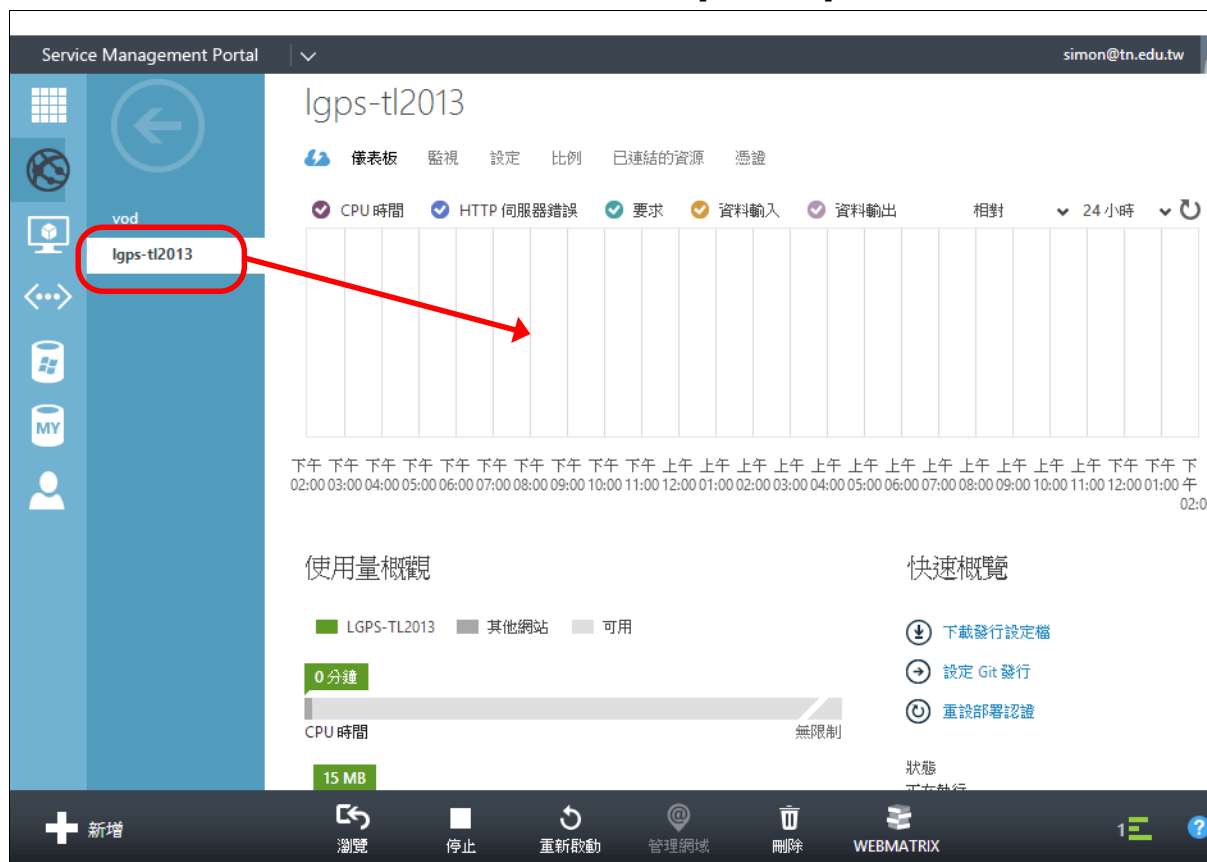 Service Management Portal
simon@tn.edu.tw
lgps-tl2013
儀表板 監視 設定 比例 已連結的資源 憑證
vod
lgps-tl2013
CPU 時間 HTTP 伺服器錯誤 要求 資料輸入 資料輸出 相對 24 小時
MY
下午 下午 下午 下午 下午 下午 下午 下午 下午 下午 上午 上午 上午 上午 上午 上午 上午 上午 上午 上午 上午 上午 下午 下午 下
02:00 03:00 04:00 05:00 06:00 07:00 08:00 09:00 10:00 11:00 12:00 01:00 02:00 03:00 04:00 05:00 06:00 07:00 08:00 09:00 10:00 11:00 12:00 01:00 午
02:0
使用量概觀
快速概覽
LGPS-TL2013 其他網站 可用
下載發行設定檔
0 分鐘
設定 Git 發行
CPU 時間 無限制
重設部署認證
15 MB
狀態
正在執行
新增 瀏覽 停止 重新啟動 管理網域 刪除 WEBMATRIX 1 ?